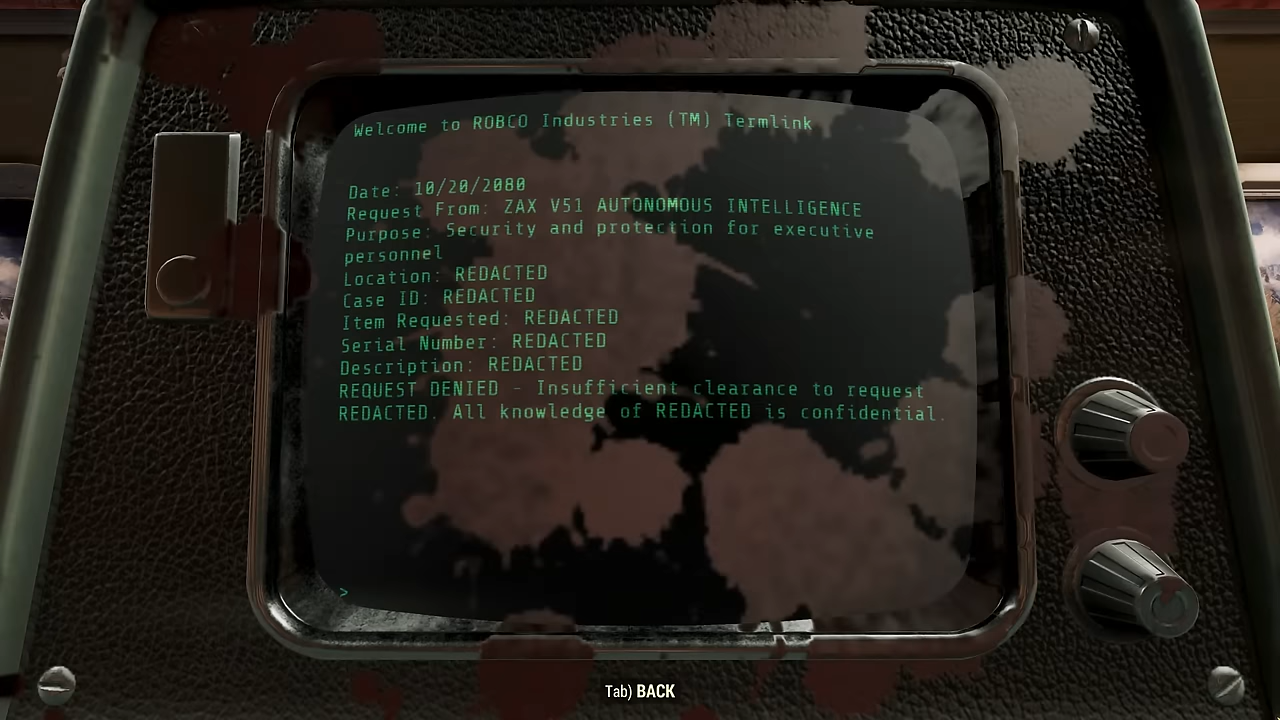 Welcome to ROBCO Industries (TM) Termlink
Date: 10/20/2080
Request From: ZAX V51 AUTONOMOUS INTELLIGENCE
Purpose: Security and protection for executive
personnel
Location: REDACTED
Case ID: REDACTED
Item Requested: REDACTED
Serial Number: REDACTED
Description: REDACTED
REQUEST DENIED - Insufficient clearance to request
REDACTED. All knowledge of REDACTED is confidential.
>
Tab) BACK